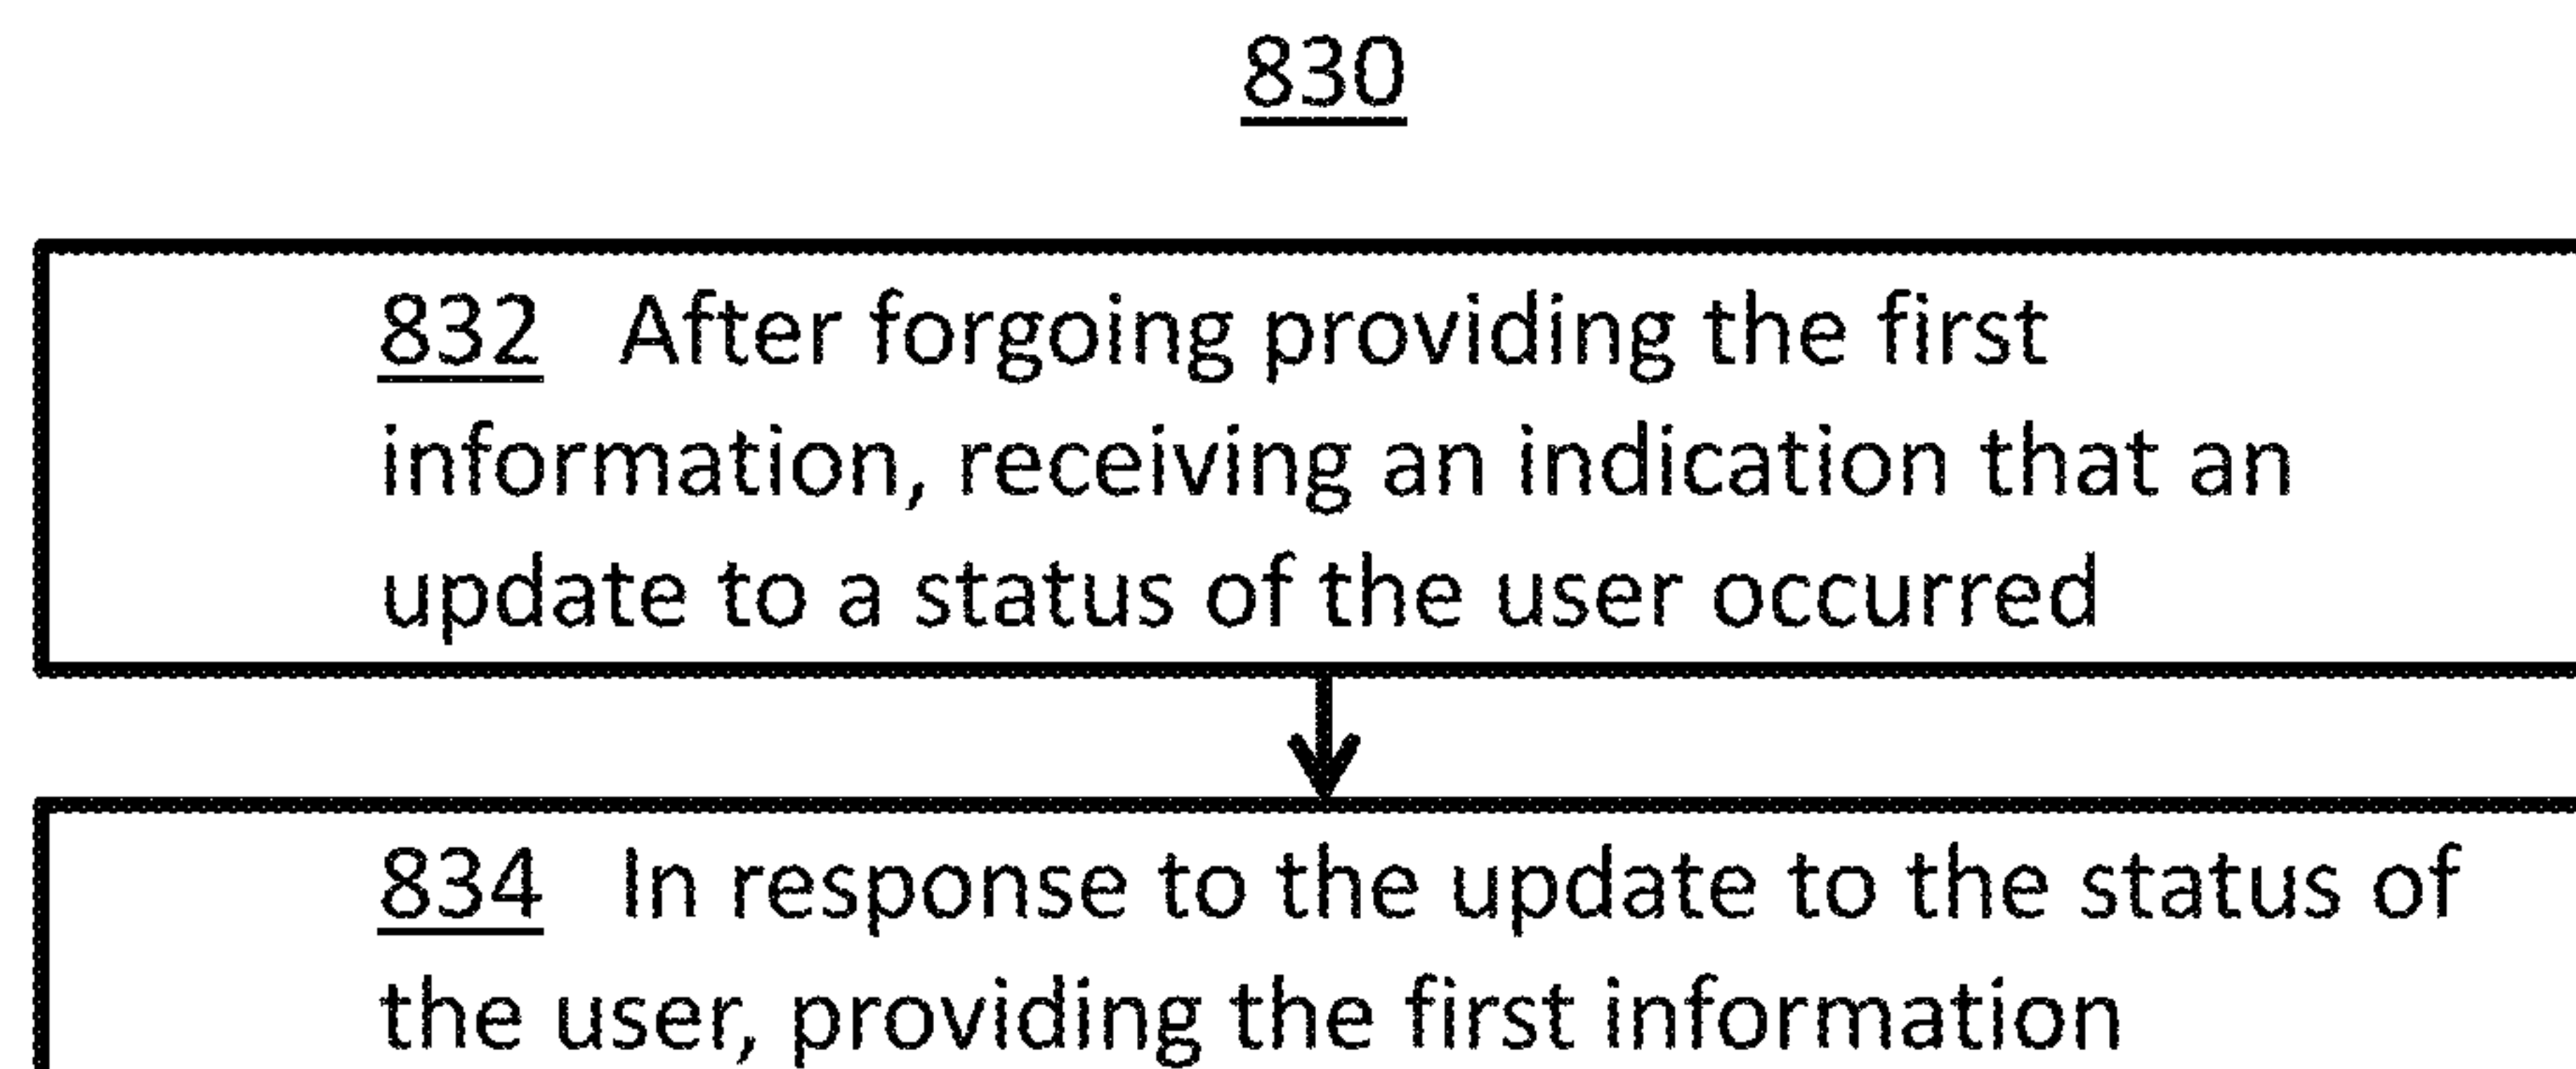 830
832 After forgoing providing the first
information, receiving an indication that an
update to a status of the user occurred
834 In response to the update to the status of
the user, providing the first information